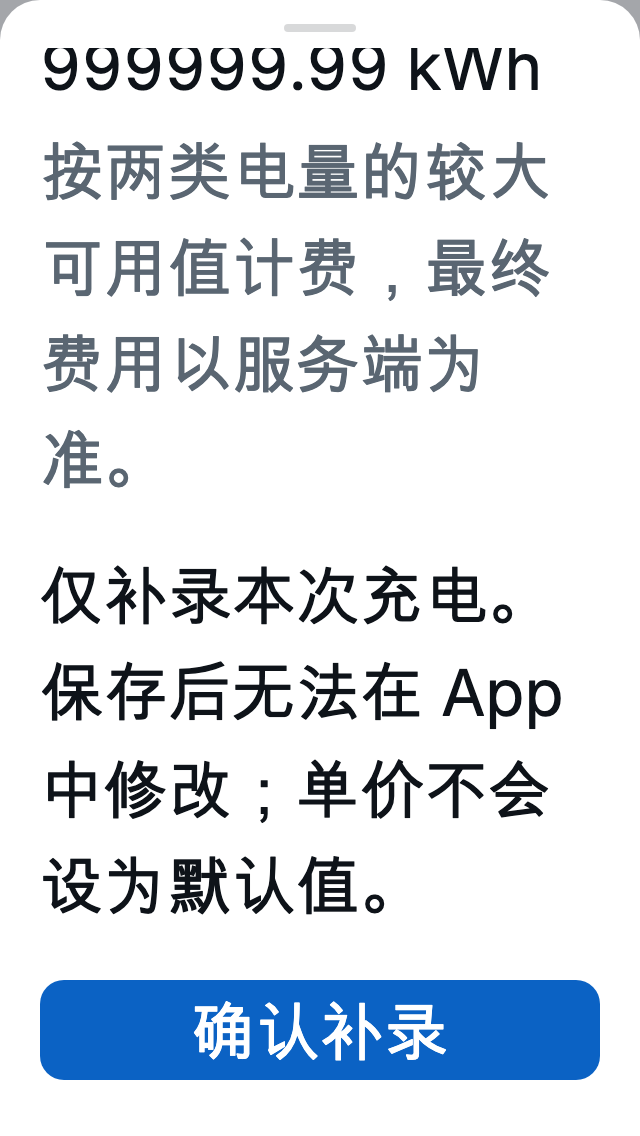 999999.99 kWh
按两类电量的较大
可用值计费，最终
费用以服务端为
准。
仅补录本次充电。
保存后无法在 App
中修改；单价不会
设为默认值。
确认补录